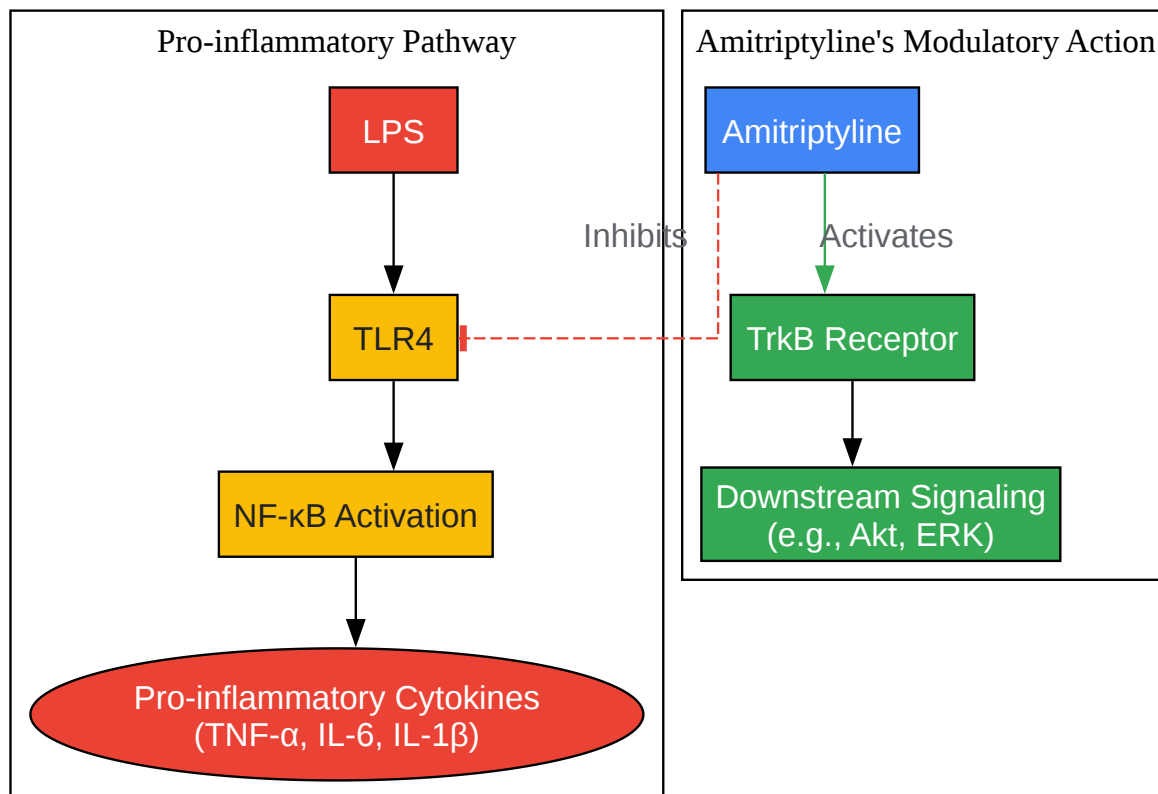 Pro-inflammatory Pathway
LPS
Inhibits
TLR4
NF-κB Activation
Pro-inflammatory Cytokines
(TNF-α, IL-6, IL-1β)
Amitriptyline's Modulatory Action
Amitriptyline
Activates
TrkB Receptor
Downstream Signaling
(e.g., Akt, ERK)